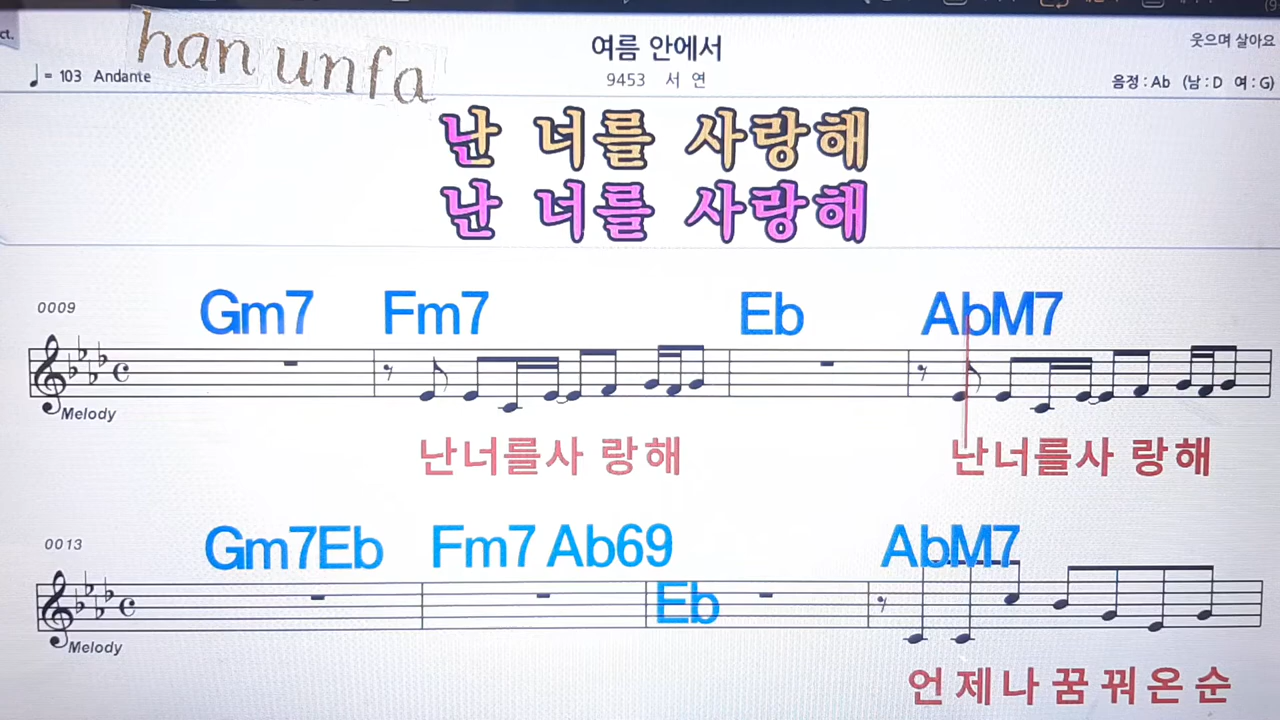 ct.
han unfa
여름 안에서
웃으며 살아요
♩= 103 Andante
9453 서 연
음정 : Ab (남 : D 여 : G)
난 너를 사랑해
난 너를 사랑해
0009
Gm7 Fm7 Eb AbM7
Melody
난너를사 랑해 난너를사 랑해
0013
Gm7Eb Fm7 Ab69 Eb AbM7
Melody
언제나꿈꿔온순